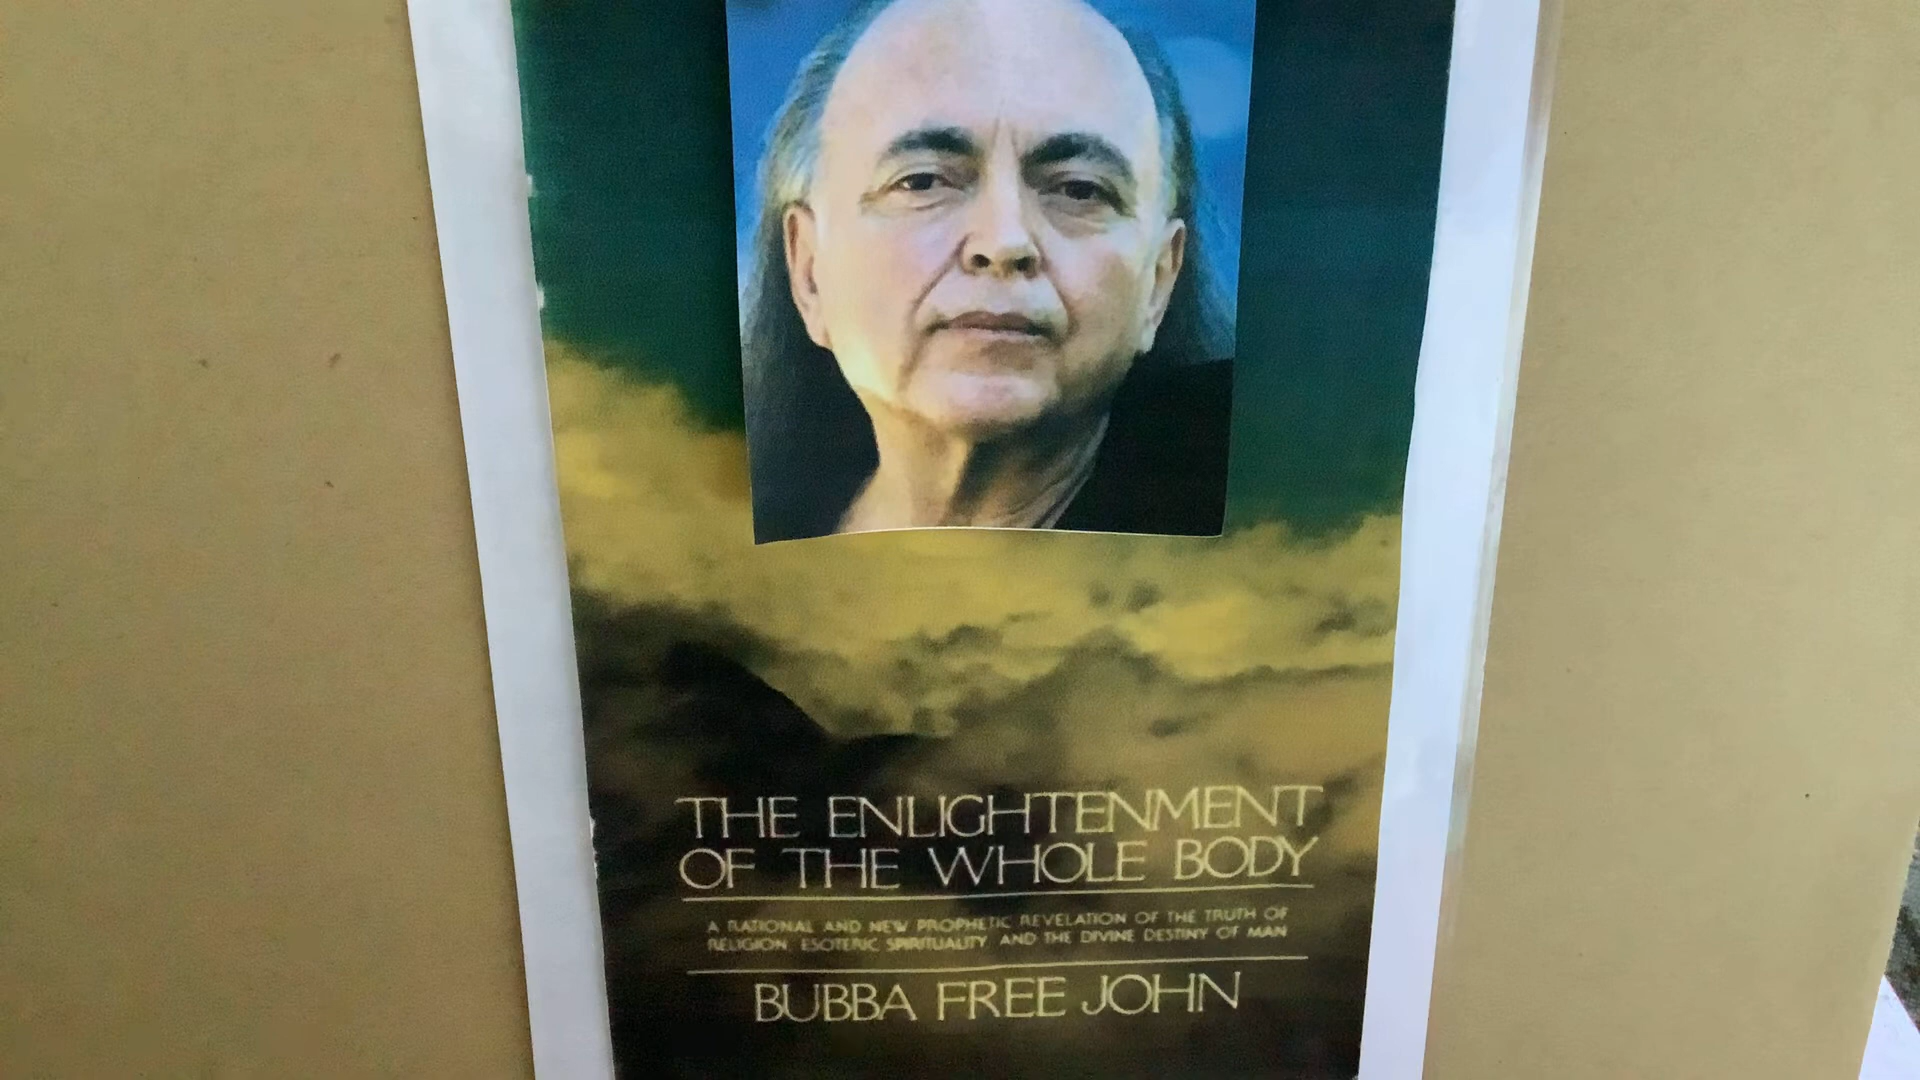 THE ENLIGHTENMENT
OF THE WHOLE BODY
A RATIONAL AND NEW PROPHETIC REVELATION OF THE TRUTH OF
RELIGION, ESOTERIC SPIRITUALITY, AND THE DIVINE DESTINY OF MAN
BUBBA FREE JOHN